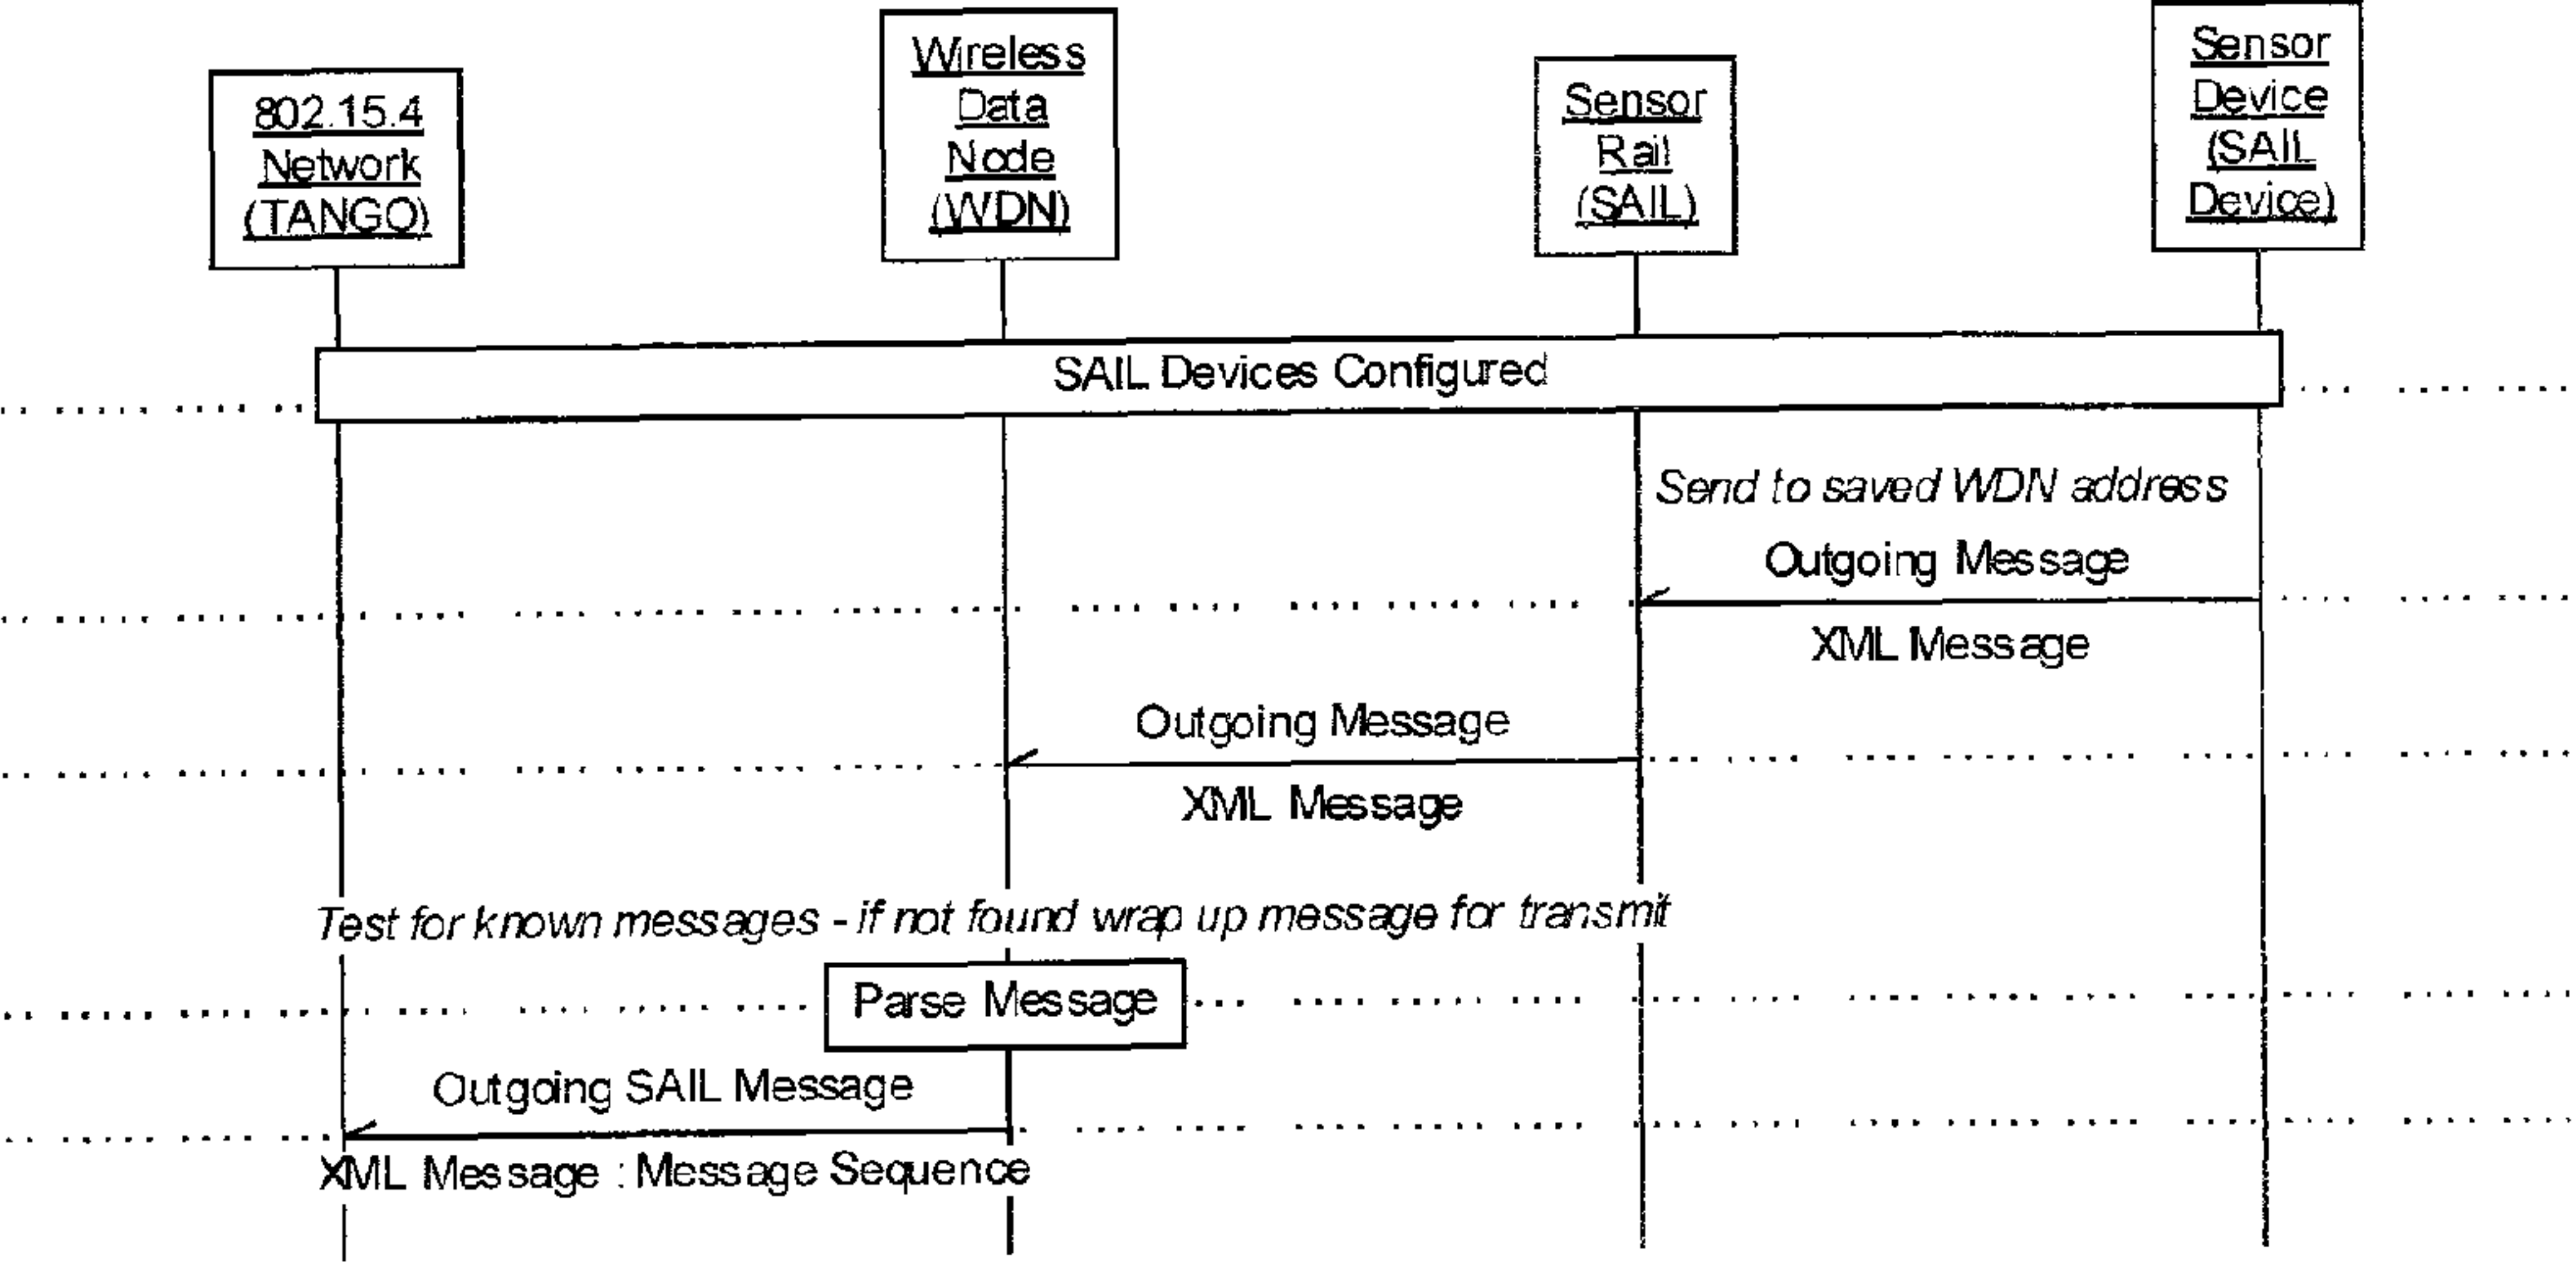 802.15.4
Network
(TANGO)
Wireless
Data
Node
(WDN)
Sensor
Rail
(SAIL)
Sensor
Device
(SAIL
Device)
SAIL Devices Configured
Send to saved WDN address
Outgoing Message
XML Message
Outgoing Message
XML Message
Test for known messages - if not found wrap up message for transmit
Parse Message
Outgoing SAIL Message
XML Message : Message Sequence